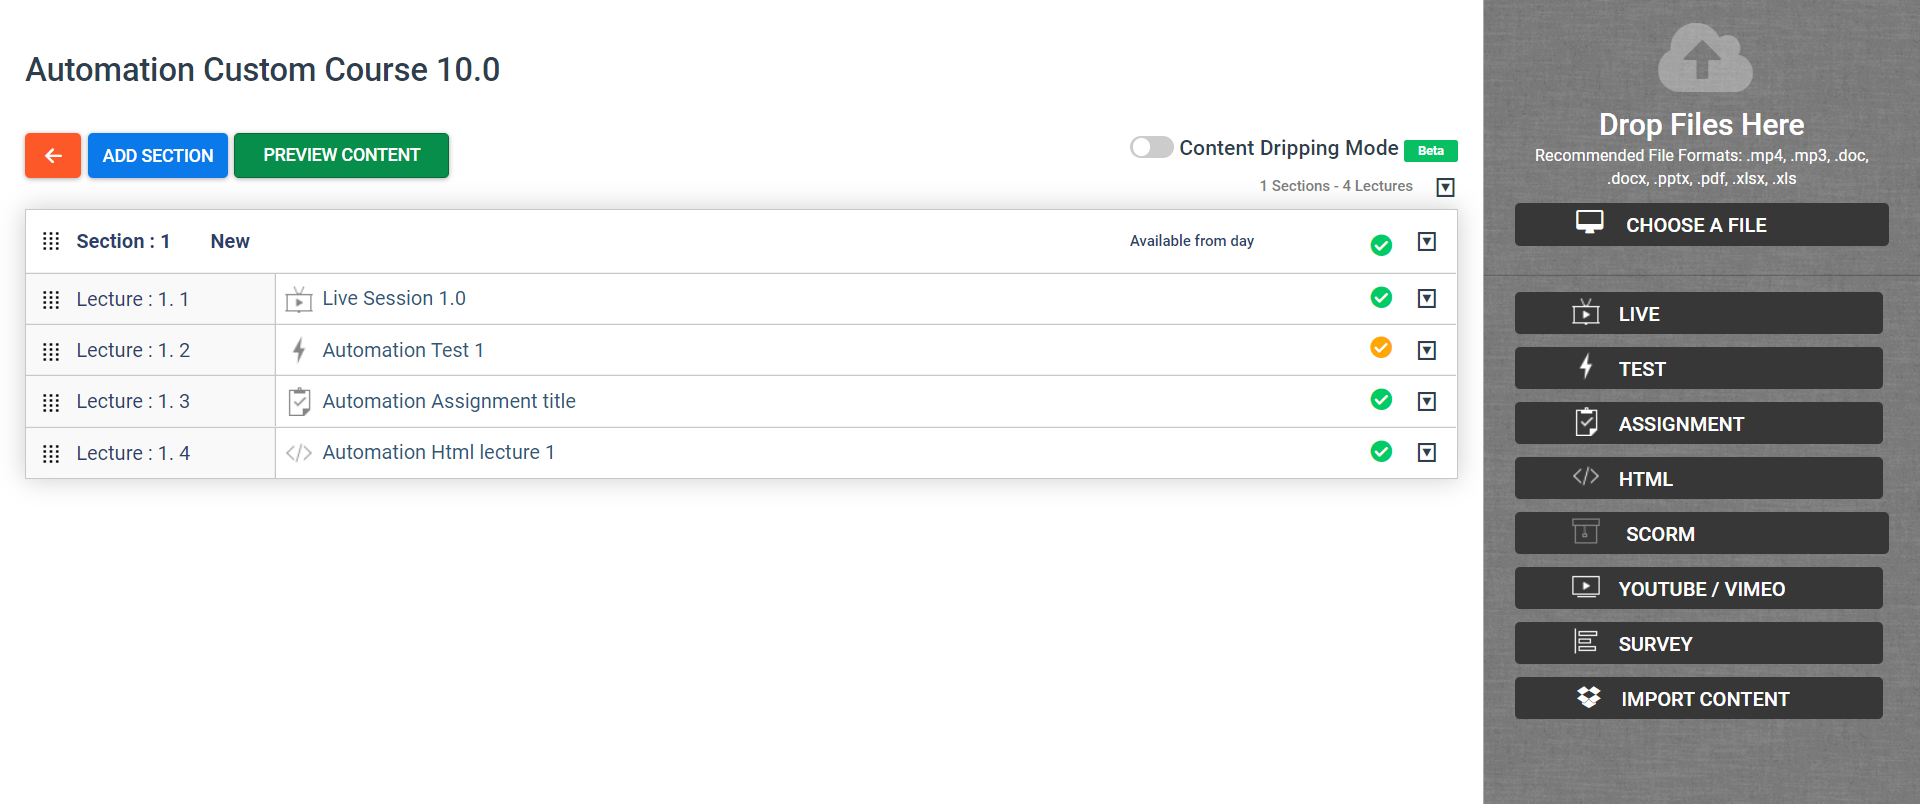 Automation Custom Course 10.0
ADD SECTION
PREVIEW CONTENT
Content Dripping Mode Beta
1 Sections - 4 Lectures
Section : 1 New Available from day
Lecture : 1. 1 Live Session 1.0
Lecture : 1. 2 Automation Test 1
Lecture : 1. 3 Automation Assignment title
Lecture : 1. 4 Automation Html lecture 1
Drop Files Here
Recommended File Formats: .mp4, .mp3, .doc,
.docx, .pptx, .pdf, .xlsx, .xls
CHOOSE A FILE
LIVE
TEST
ASSIGNMENT
HTML
SCORM
YOUTUBE / VIMEO
SURVEY
IMPORT CONTENT